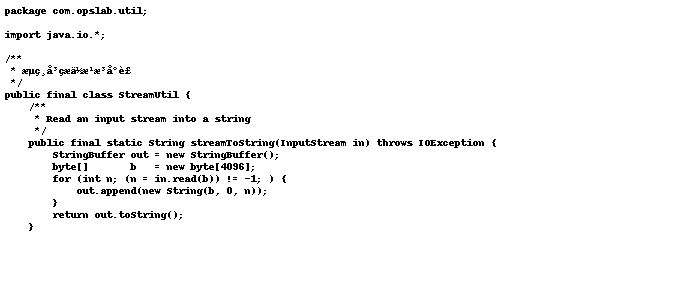 package com.opslab.util;
import java.io.*;
/**
 *
 */
public final class StreamUtil {
    /**
     * Read an input stream into a string
     */
    public final static String streamToString(InputStream in) throws IOException {
        StringBuffer out = new StringBuffer();
        byte[]       b   = new byte[4096];
        for (int n; (n = in.read(b)) != -1; ) {
            out.append(new String(b, 0, n));
        }
        return out.toString();
    }